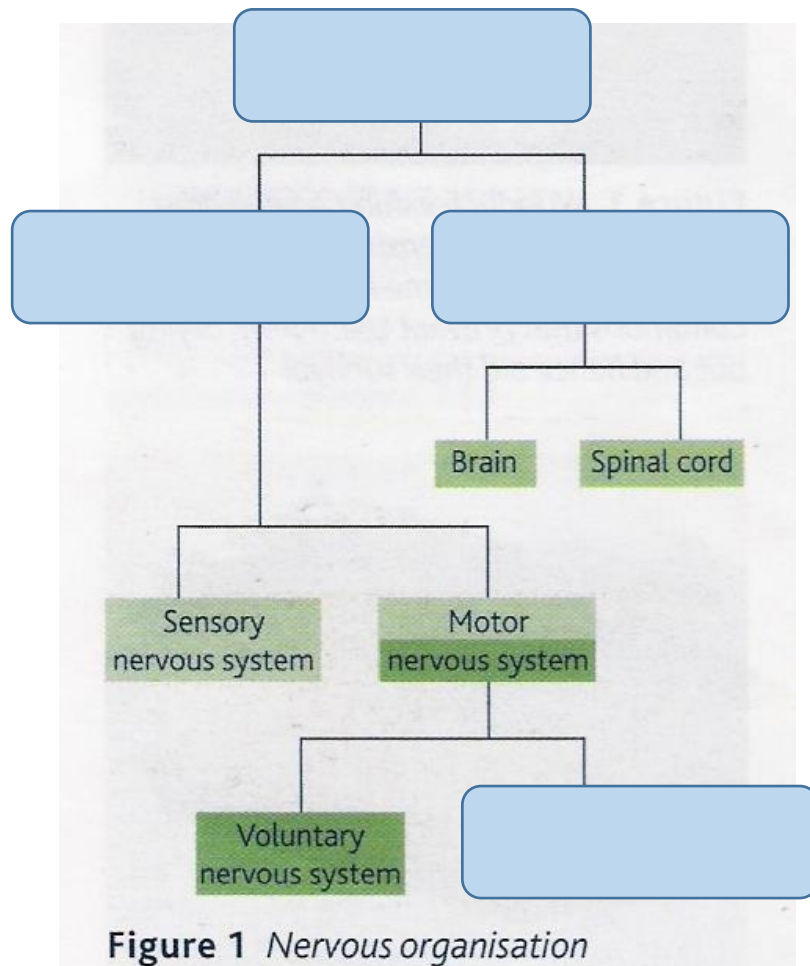 Brain
Spinal cord
Sensory
nervous system
Motor
nervous system
Voluntary
nervous system
Figure 1 Nervous organisation